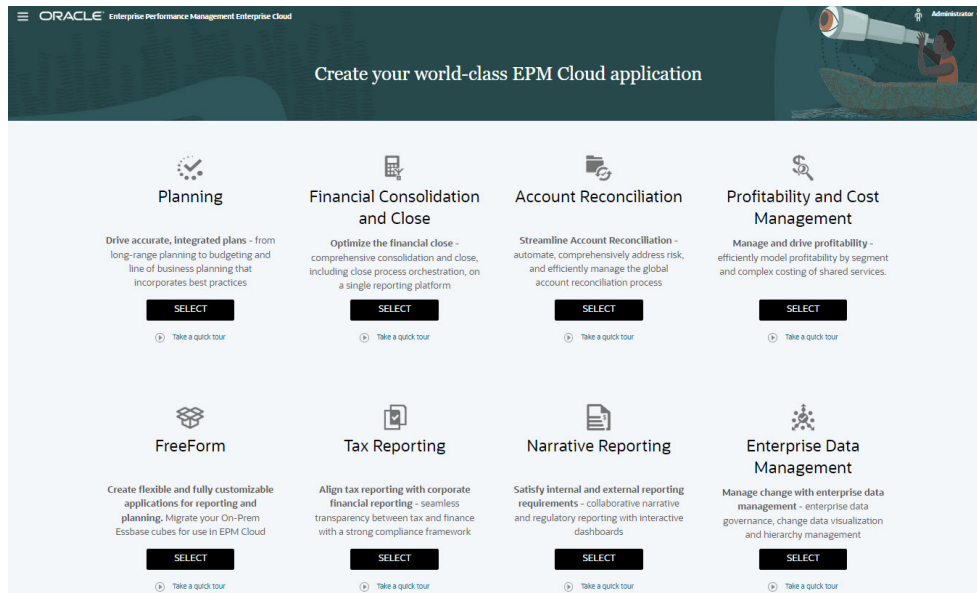 ORACLE Enterprise Performance Management Enterprise Cloud
Administrator
Create your world-class EPM Cloud application
Planning
Drive accurate, integrated plans - from
long-range planning to budgeting and
line of business planning that
incorporates best practices
SELECT
Take a quick tour
Financial Consolidation
and Close
Optimize the financial close -
comprehensive consolidation and close,
including close process orchestration, on
a single reporting platform
SELECT
Take a quick tour
Account Reconciliation
Streamline Account Reconciliation -
automate, comprehensively address risk,
and efficiently manage the global
account reconciliation process
SELECT
Take a quick tour
Profitability and Cost
Management
Manage and drive profitability -
efficiently model profitability by segment
and complex costing of shared services.
SELECT
Take a quick tour
FreeForm
Create flexible and fully customizable
applications for reporting and
planning. Migrate your On-Prem
Essbase cubes for use in EPM Cloud
SELECT
Take a quick tour
Tax Reporting
Align tax reporting with corporate
financial reporting - seamless
transparency between tax and finance
with a strong compliance framework
SELECT
Take a quick tour
Narrative Reporting
Satisfy internal and external reporting
requirements - collaborative narrative
and regulatory reporting with interactive
dashboards
SELECT
Take a quick tour
Enterprise Data
Management
Manage change with enterprise data
management - enterprise data
governance, change data visualization
and hierarchy management
SELECT
Take a quick tour